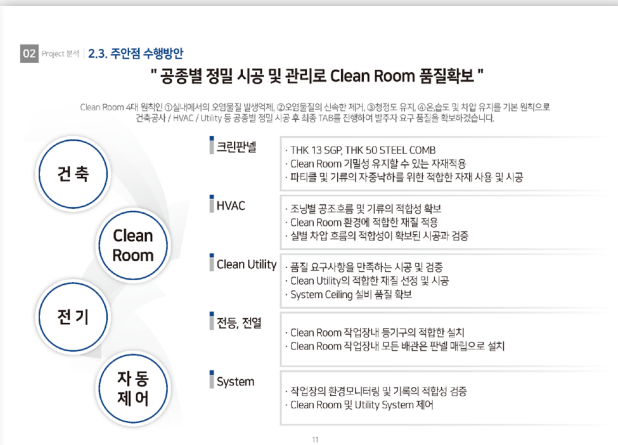 02 Project 분석 2.3. 주안점 수행방안
" 공종별 정밀 시공 및 관리로 Clean Room 품질확보 "
Clean Room 4대 원칙인 ①실내에서의 오염물질 발생억제, ②오염물질의 신속한 제거, ③청정도 유지, ④온,습도 및 차압 유지를 기본 원칙으로
건축공사 / HVAC / Utility 등 공종별 정밀 시공 후 최종 TAB를 진행하여 발주자 요구 품질을 확보하겠습니다.
건 축
Clean
Room
전 기
자 동
제 어
크린판넬
· THK 13 SGP, THK 50 STEEL COMB
· Clean Room 기밀성 유지할 수 있는 자재적용
· 파티클 및 기류의 자중낙하를 위한 적합한 자재 사용 및 시공
HVAC
· 조닝별 공조흐름 및 기류의 적합성 확보
· Clean Room 환경에 적합한 재질 적용
· 실별 차압 흐름의 적합성이 확보된 시공과 검증
Clean Utility
· 품질 요구사항을 만족하는 시공 및 검증
· Clean Utility의 적합한 재질 선정 및 시공
· System Ceiling 설비 품질 확보
전등, 전열
· Clean Room 작업장내 등기구의 적합한 설치
· Clean Room 작업장내 모든 배관은 판넬 매립으로 설치
System
· 작업장의 환경모니터링 및 기록의 적합성 검증
· Clean Room 및 Utility System 제어
11